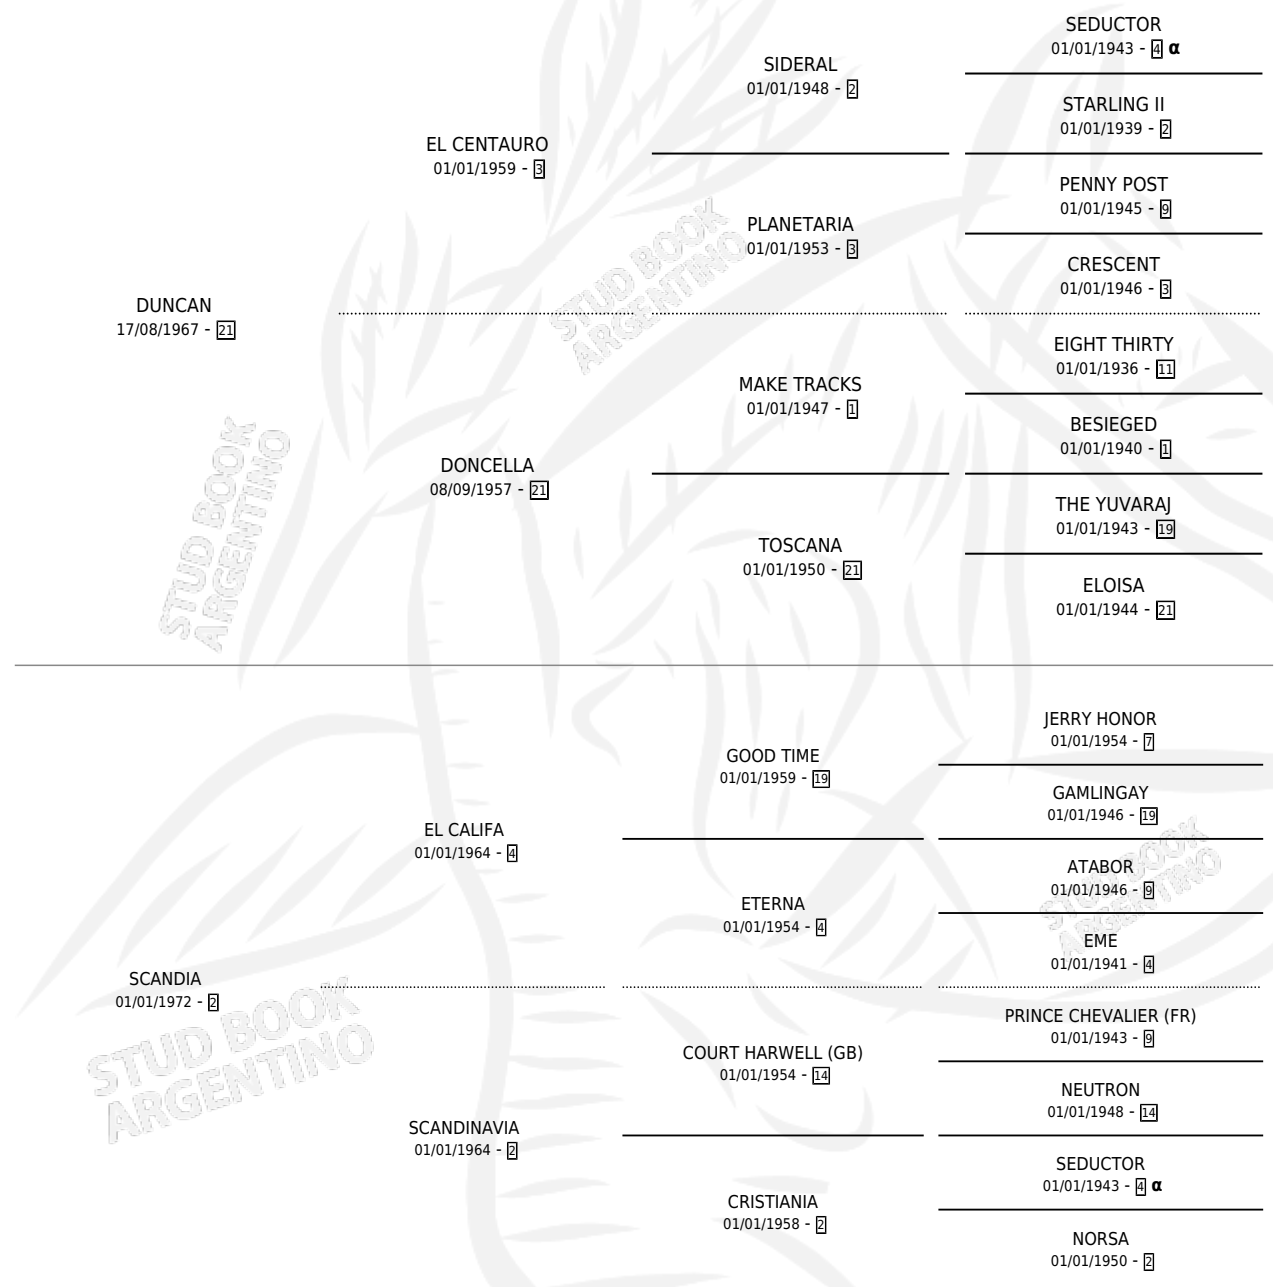 SEDUCTOR
01/01/1943 - 4 α
SIDERAL
01/01/1948 - 2
STARLING II
01/01/1939 - 2
EL CENTAURO
01/01/1959 - 3
PENNY POST
01/01/1945 - 9
PLANETARIA
01/01/1953 - 3
CRESCENT
01/01/1946 - 3
DUNCAN
17/08/1967 - 21
EIGHT THIRTY
01/01/1936 - 11
MAKE TRACKS
01/01/1947 - 1
BESIEGED
01/01/1940 - 1
DONCELLA
08/09/1957 - 21
THE YUVARAJ
01/01/1943 - 19
TOSCANA
01/01/1950 - 21
ELOISA
01/01/1944 - 21
STUD BOOK
ARGENTINO
STUD BOOK
ARGENTINO
JERRY HONOR
01/01/1954 - 7
GOOD TIME
01/01/1959 - 19
GAMLINGAY
01/01/1946 - 19
EL CALIFA
01/01/1964 - 4
ATABOR
01/01/1946 - 9
ETERNA
01/01/1954 - 4
EME
01/01/1941 - 4
SCANDIA
01/01/1972 - 2
PRINCE CHEVALIER (FR)
01/01/1943 - 9
COURT HARWELL (GB)
01/01/1954 - 14
NEUTRON
01/01/1948 - 14
SCANDINAVIA
01/01/1964 - 2
SEDUCTOR
01/01/1943 - 4 α
CRISTIANIA
01/01/1958 - 2
NORSA
01/01/1950 - 2
STUD BOOK
ARGENTINO
STUD BOOK
ARGENTINO